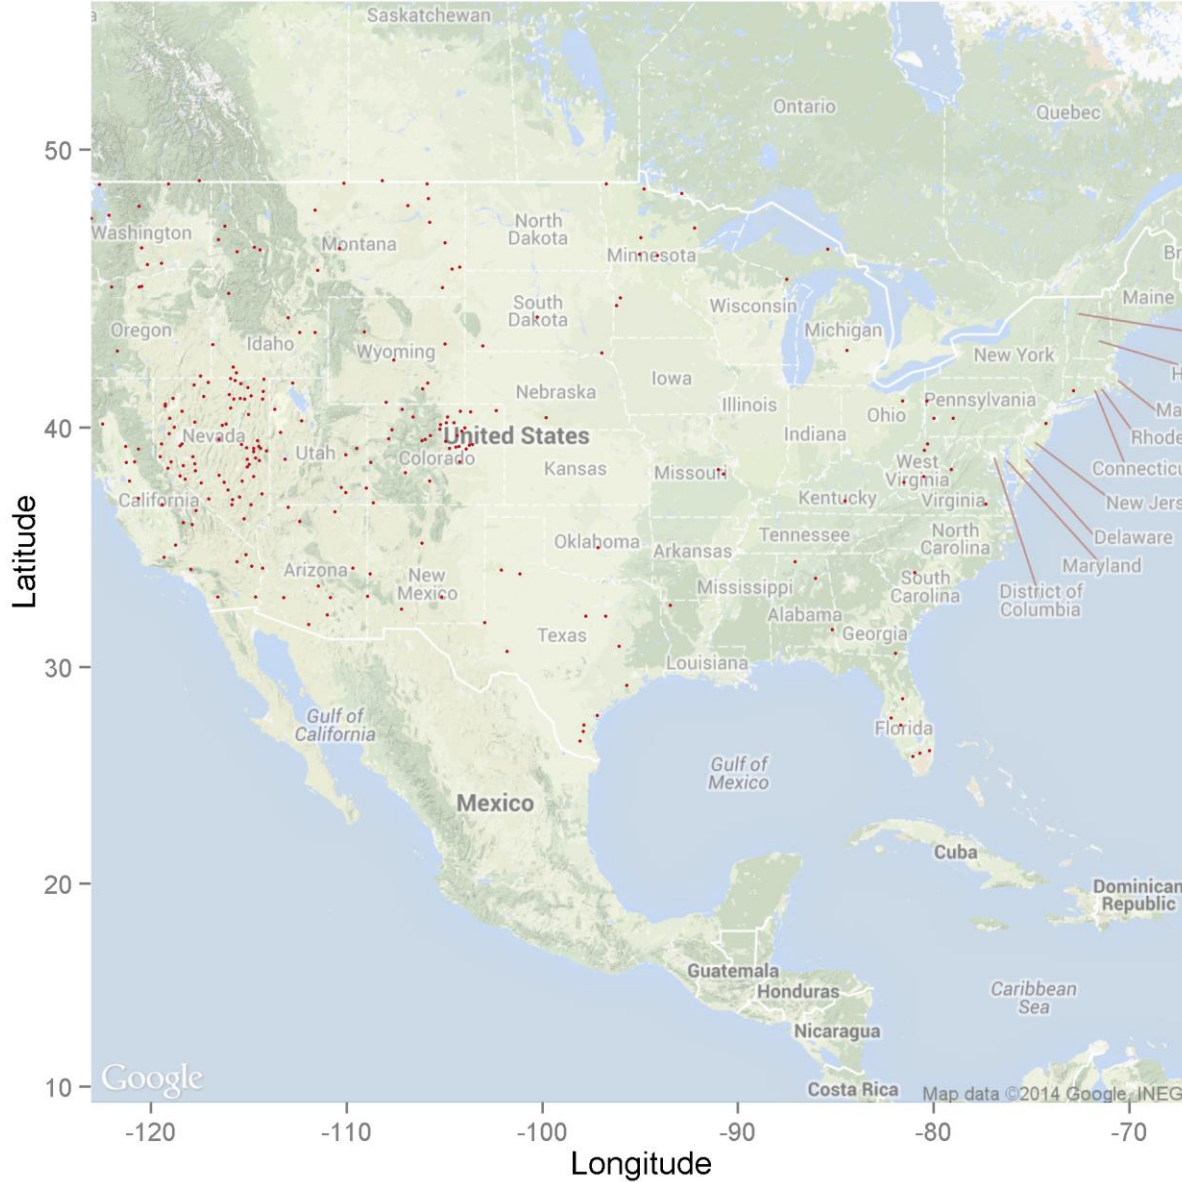 Saskatchewan
Ontario
Quebec
50
Washington
Montana
North
Dakota
Minnesota
Br
Maine
Oregon
Idaho
South
Dakota
Wisconsin
Michigan
Wyoming
New York
H
Nebraska
Iowa
Illinois
Ohio
Pennsylvania
Ma
40
Nevada
Utah
United States
Colorado
Indiana
Rhode
Kansas
Missouri
West
Virginia
Connecticu
California
Kentucky
Virginia
New Jers
Oklahoma
Arkansas
Tennessee
North
Carolina
Delaware
Maryland
Arizona
New
Mexico
Mississippi
South
Carolina
District of
Columbia
Alabama
Texas
Georgia
Louisiana
30
Gulf of
California
Florida
Gulf of
Mexico
Mexico
Cuba
20
Dominican
Republic
Guatemala
Honduras
Caribbean
Sea
Nicaragua
10
Google
Costa Rica
Map data ©2014 Google, INEG
-120
-110
-100
-90
-80
-70
Longitude
Latitude